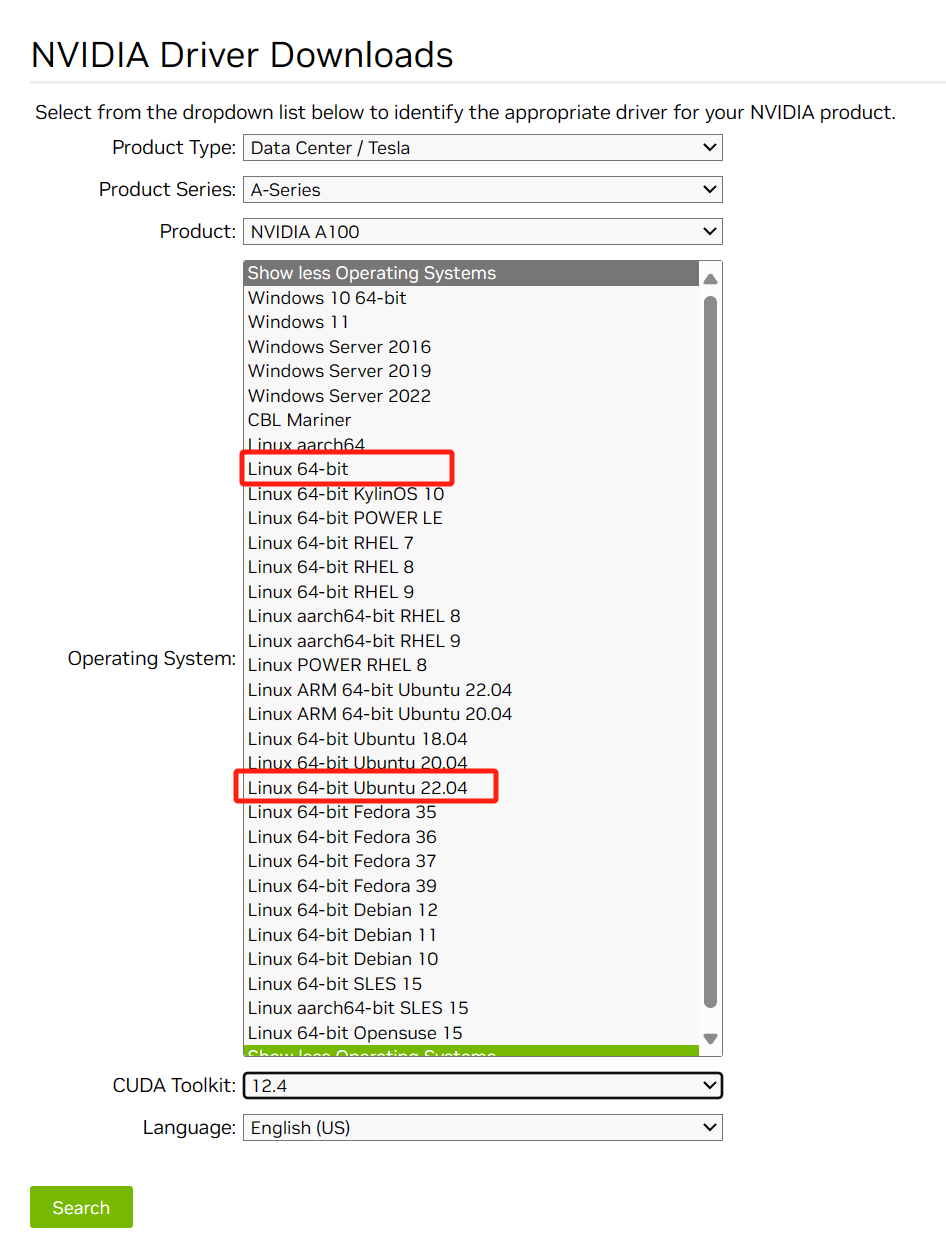 NVIDIA Driver Downloads
Select from the dropdown list below to identify the appropriate driver for your NVIDIA product.
Product Type: Data Center / Tesla
Product Series: A-Series
Product: NVIDIA A100
Show less Operating Systems
Windows 10 64-bit
Windows 11
Windows Server 2016
Windows Server 2019
Windows Server 2022
CBL Mariner
Linux aarch64
Linux 64-bit
Linux 64-bit KylinOS 10
Linux 64-bit POWER LE
Linux 64-bit RHEL 7
Linux 64-bit RHEL 8
Linux 64-bit RHEL 9
Linux aarch64-bit RHEL 8
Linux aarch64-bit RHEL 9
Operating System:
Linux POWER RHEL 8
Linux ARM 64-bit Ubuntu 22.04
Linux ARM 64-bit Ubuntu 20.04
Linux 64-bit Ubuntu 18.04
Linux 64-bit Ubuntu 20.04
Linux 64-bit Ubuntu 22.04
Linux 64-bit Fedora 35
Linux 64-bit Fedora 36
Linux 64-bit Fedora 37
Linux 64-bit Fedora 39
Linux 64-bit Debian 12
Linux 64-bit Debian 11
Linux 64-bit Debian 10
Linux 64-bit SLES 15
Linux aarch64-bit SLES 15
Linux 64-bit Opensuse 15
Show less Operating Systems
CUDA Toolkit: 12.4
Language: English (US)
Search